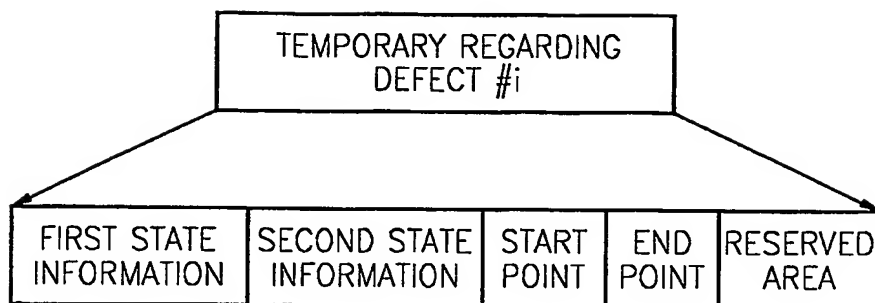 TEMPORARY REGARDING
DEFECT #i
FIRST STATE
INFORMATION
SECOND STATE
INFORMATION
START
POINT
END
POINT
RESERVED
AREA